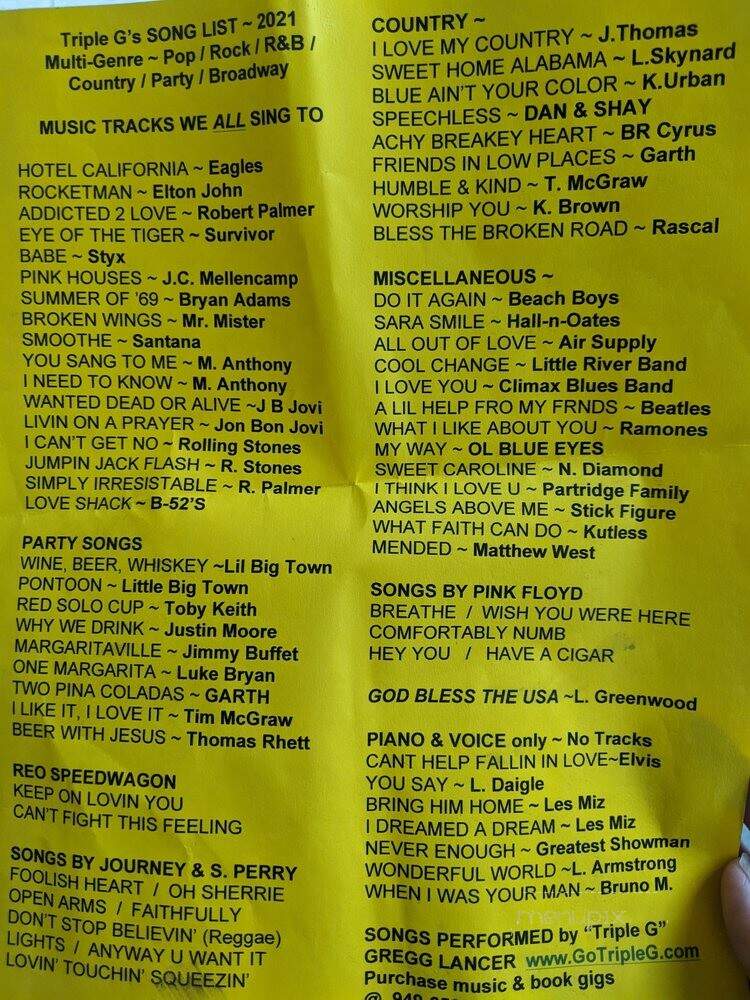 Triple G's SONG LIST ~ 2021
Multi-Genre ~ Pop / Rock / R&B /
Country / Party / Broadway
MUSIC TRACKS WE ALL SING TO
HOTEL CALIFORNIA ~ Eagles
ROCKETMAN ~ Elton John
ADDICTED 2 LOVE ~ Robert Palmer
EYE OF THE TIGER ~ Survivor
BABE ~ Styx
PINK HOUSES ~ J.C. Mellencamp
SUMMER OF '69 ~ Bryan Adams
BROKEN WINGS ~ Mr. Mister
SMOOTHE ~ Santana
YOU SANG TO ME ~ M. Anthony
I NEED TO KNOW ~ M. Anthony
WANTED DEAD OR ALIVE ~J B Jovi
LIVIN ON A PRAYER ~ Jon Bon Jovi
I CAN'T GET NO ~ Rolling Stones
JUMPIN JACK FLASH ~ R. Stones
SIMPLY IRRESISTABLE ~ R. Palmer
LOVE SHACK ~ B-52'S
PARTY SONGS
WINE, BEER, WHISKEY ~Lil Big Town
PONTOON ~ Little Big Town
RED SOLO CUP ~ Toby Keith
WHY WE DRINK ~ Justin Moore
MARGARITAVILLE ~ Jimmy Buffet
ONE MARGARITA ~ Luke Bryan
TWO PINA COLADAS ~ GARTH
I LIKE IT, I LOVE IT ~ Tim McGraw
BEER WITH JESUS ~ Thomas Rhett
REO SPEEDWAGON
KEEP ON LOVIN YOU
CAN'T FIGHT THIS FEELING
SONGS BY JOURNEY & S. PERRY
FOOLISH HEART / OH SHERRIE
OPEN ARMS / FAITHFULLY
DON'T STOP BELIEVIN' (Reggae)
LIGHTS / ANYWAY U WANT IT
LOVIN' TOUCHIN' SQUEEZIN'
COUNTRY ~
I LOVE MY COUNTRY ~ J.Thomas
SWEET HOME ALABAMA ~ L.Skynard
BLUE AIN'T YOUR COLOR ~ K.Urban
SPEECHLESS ~ DAN & SHAY
ACHY BREAKEY HEART ~ BR Cyrus
FRIENDS IN LOW PLACES ~ Garth
HUMBLE & KIND ~ T. McGraw
WORSHIP YOU ~ K. Brown
BLESS THE BROKEN ROAD ~ Rascal
MISCELLANEOUS ~
DO IT AGAIN ~ Beach Boys
SARA SMILE ~ Hall-n-Oates
ALL OUT OF LOVE ~ Air Supply
COOL CHANGE ~ Little River Band
I LOVE YOU ~ Climax Blues Band
A LIL HELP FRO MY FRNDS ~ Beatles
WHAT I LIKE ABOUT YOU ~ Ramones
MY WAY ~ OL BLUE EYES
SWEET CAROLINE ~ N. Diamond
I THINK I LOVE U ~ Partridge Family
ANGELS ABOVE ME ~ Stick Figure
WHAT FAITH CAN DO ~ Kutless
MENDED ~ Matthew West
SONGS BY PINK FLOYD
BREATHE / WISH YOU WERE HERE
COMFORTABLY NUMB
HEY YOU / HAVE A CIGAR
GOD BLESS THE USA ~L. Greenwood
PIANO & VOICE only ~ No Tracks
CANT HELP FALLIN IN LOVE~Elvis
YOU SAY ~ L. Daigle
BRING HIM HOME ~ Les Miz
I DREAMED A DREAM ~ Les Miz
NEVER ENOUGH ~ Greatest Showman
WONDERFUL WORLD ~L. Armstrong
WHEN I WAS YOUR MAN ~ Bruno M.
menupix
SONGS PERFORMED by "Triple G"
GREGG LANCER www.GoTripleG.com
Purchase music & book gigs
@ 949